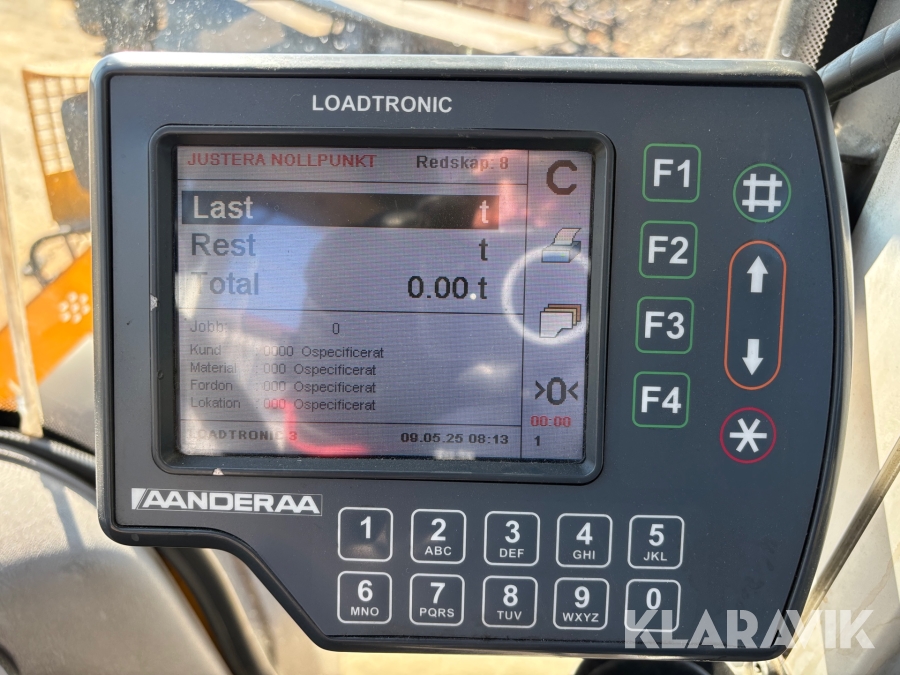 LOADTRONIC
JUSTERA NOLLPUNKT Redskap: 8
C
Last t
Rest t
Total 0.00.t
Jobb: 0
Kund : 0000 Ospecificerat
Material : 000 Ospecificerat
Fordon : 000 Ospecificerat
Lokation : 000 Ospecificerat
>0<
00:00
LOADTRONIC 3 09.05.25 08:13 1
F1
F2
F3
F4
#
*
AANDERAA
1 2 ABC 3 DEF 4 GHI 5 JKL
6 MNO 7 PQRS 8 TUV 9 WXYZ 0
KLARAVIK